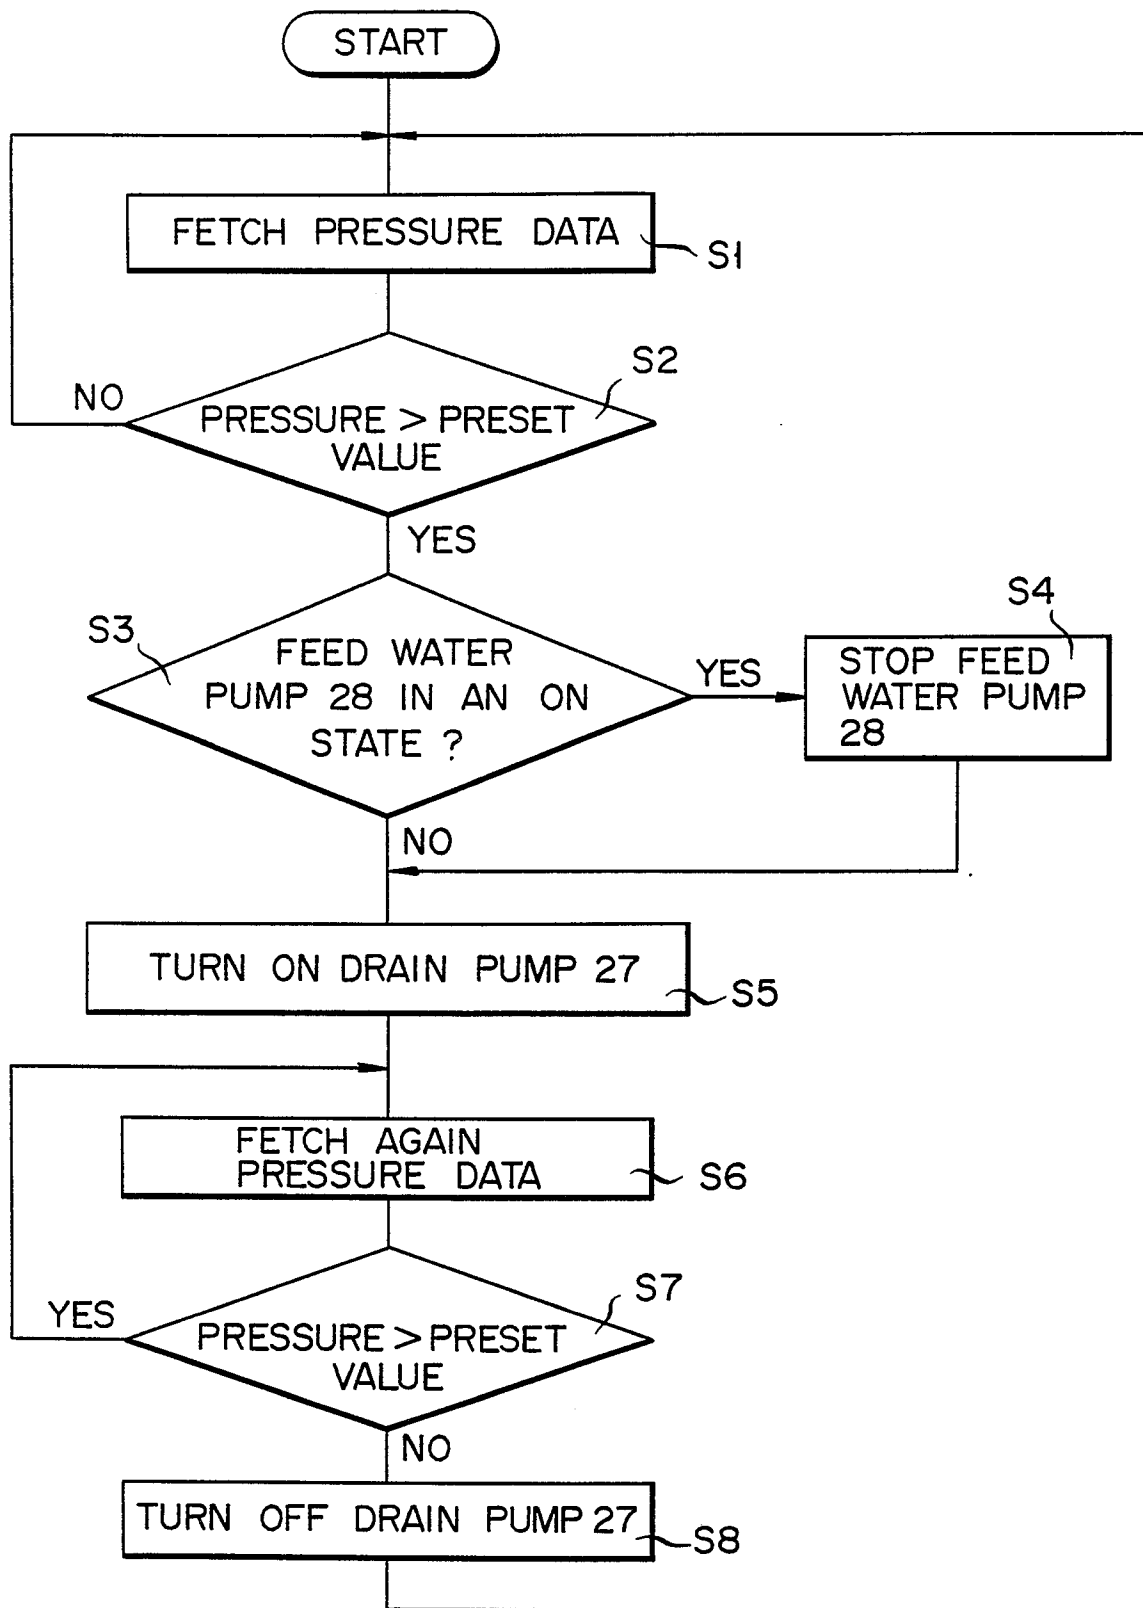 START
FETCH PRESSURE DATA
S1
S2
NO
PRESSURE > PRESET
VALUE
YES
S3
FEED WATER
PUMP 28 IN AN ON
STATE ?
YES
S4
STOP FEED
WATER PUMP
28
NO
TURN ON DRAIN PUMP 27
S5
FETCH AGAIN
PRESSURE DATA
S6
S7
YES
PRESSURE > PRESET
VALUE
NO
TURN OFF DRAIN PUMP 27
S8